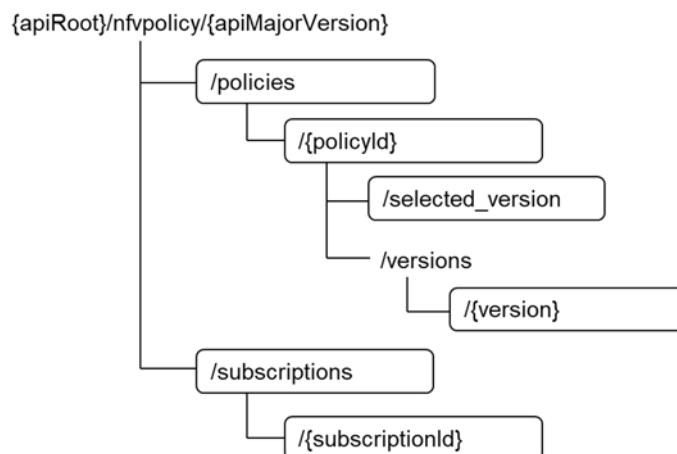 {apiRoot}/nfvpolicy/{apiMajorVersion}
/policies
/{policyId}
/selected_version
/versions
/{version}
/subscriptions
/{subscriptionId}